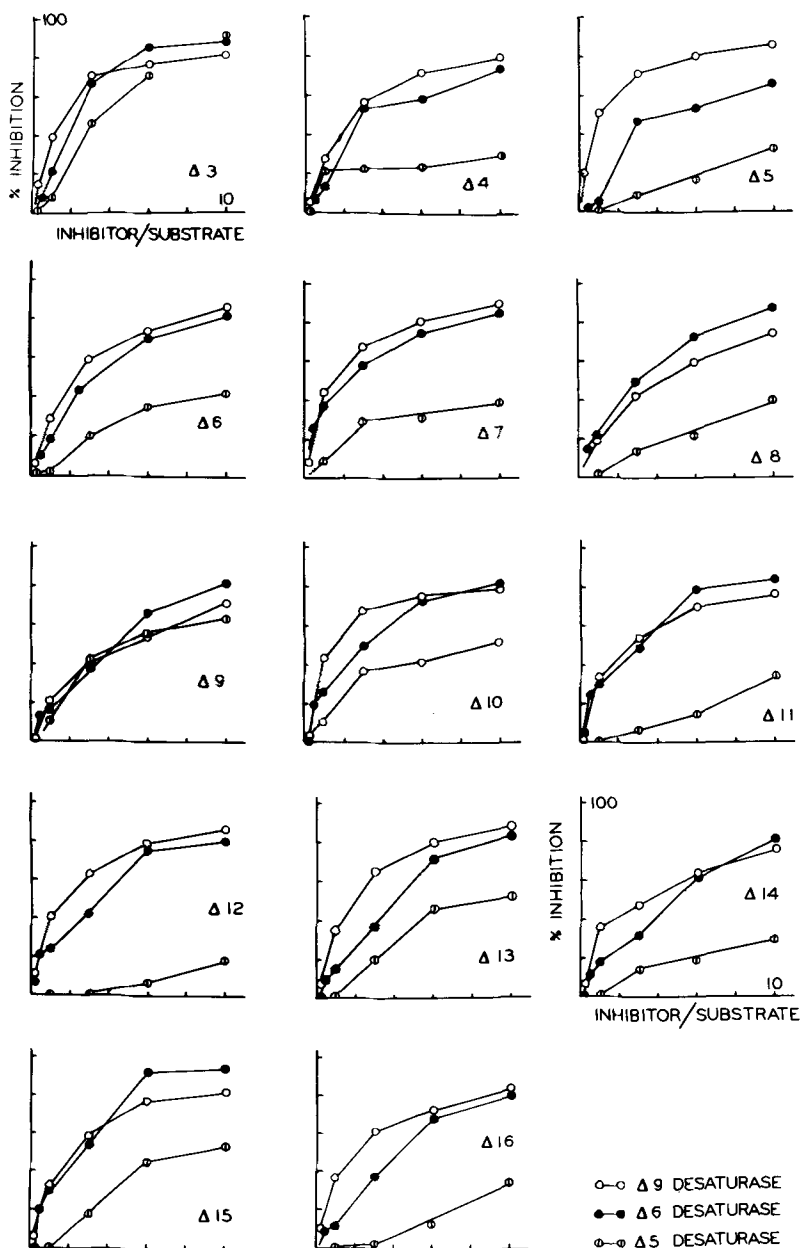 100
% INHIBITION
Δ 3
10
INHIBITOR/SUBSTRATE
Δ 4
Δ 5
Δ 6
Δ 7
Δ 8
Δ 9
Δ 10
Δ 11
Δ 12
Δ 13
100
% INHIBITION
Δ 14
10
INHIBITOR/SUBSTRATE
Δ 15
Δ 16
Δ 9 DESATURASE
Δ 6 DESATURASE
Δ 5 DESATURASE